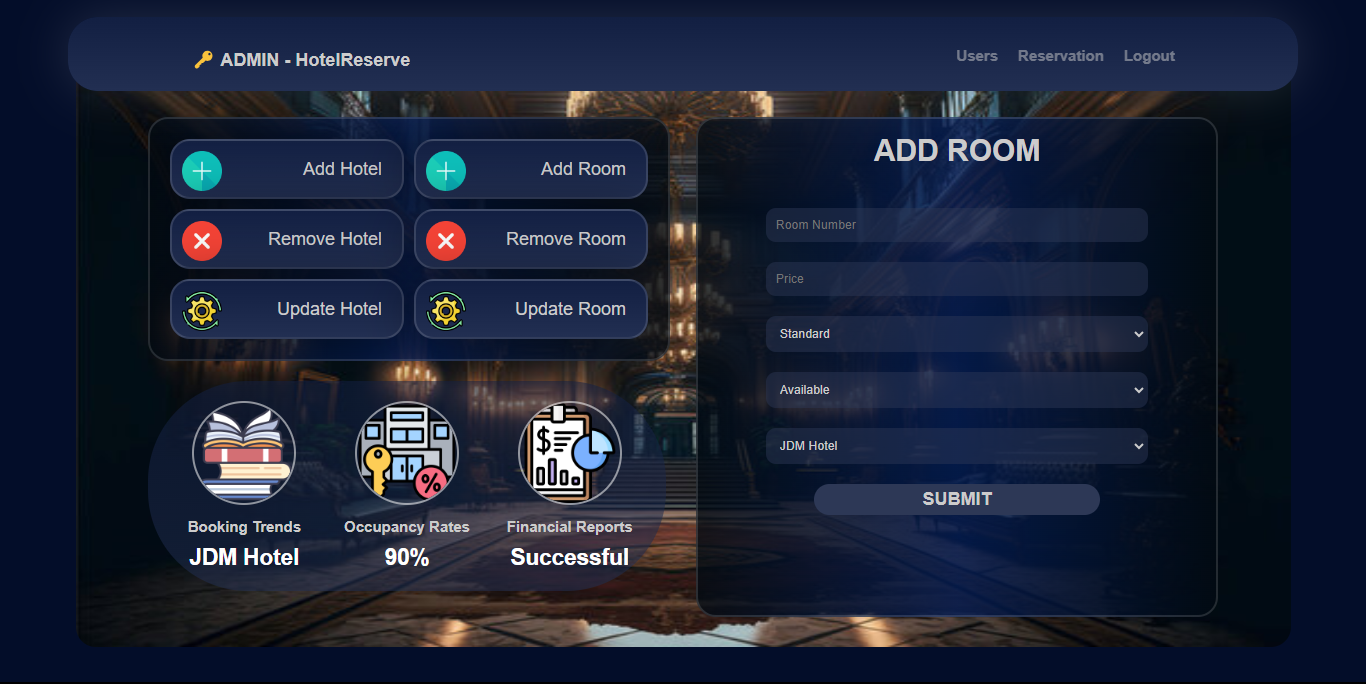 🔑 ADMIN - HotelReserve
Users Reservation Logout
Add Hotel Add Room
Remove Hotel Remove Room
Update Hotel Update Room
Booking Trends Occupancy Rates Financial Reports
JDM Hotel 90% Successful
ADD ROOM
Room Number
Price
Standard
Available
JDM Hotel
SUBMIT